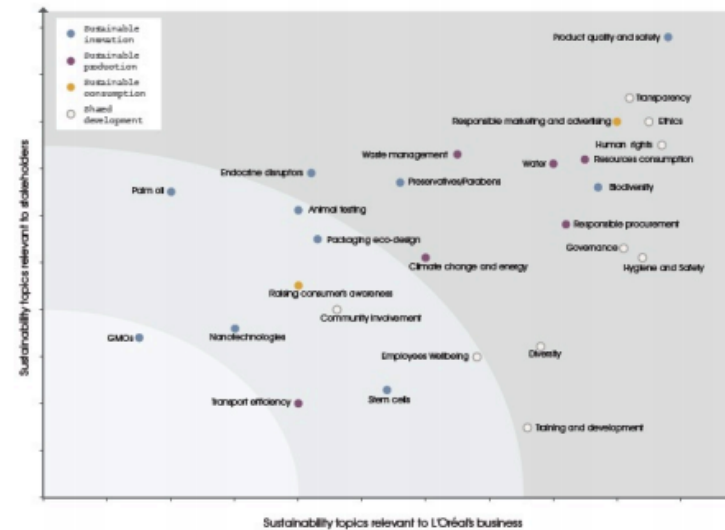 Sustainable
innovation
Sustainable
production
Sustainable
consumption
Shared
development
Product quality and safety
Transparency
Responsible marketing and advertising
Ethics
Human rights
Waste management
Water
Resources consumption
Endocrine disruptors
Preservatives/Parabens
Biodiversity
Palm oil
Animal testing
Responsible procurement
Packaging eco-design
Governance
Climate change and energy
Hygiene and Safety
Raising consumer's awareness
Community Involvement
GMOs
Nanotechnologies
Employees Wellbeing
Diversity
Transport efficiency
Stem cells
Training and development
Sustainability topics relevant to stakeholders
Sustainability topics relevant to L'Oréal's business